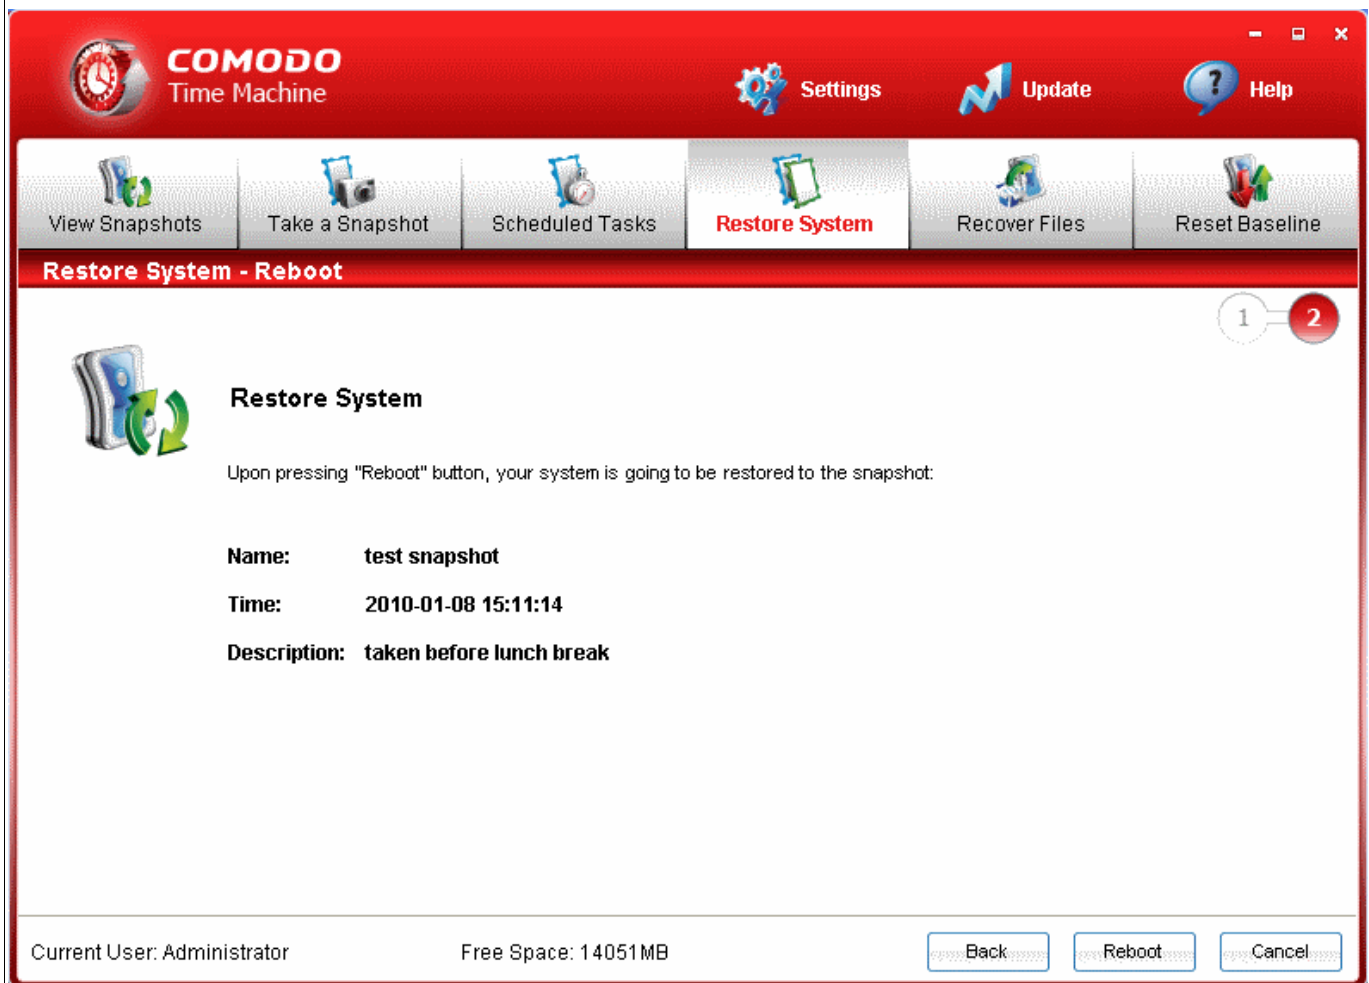 COMODO
Time Machine
Settings
Update
? Help
View Snapshots
Take a Snapshot
Scheduled Tasks
Restore System
Recover Files
Reset Baseline
Restore System - Reboot
1
2
Restore System
Upon pressing "Reboot" button, your system is going to be restored to the snapshot:
Name: test snapshot
Time: 2010-01-08 15:11:14
Description: taken before lunch break
Current User: Administrator
Free Space: 14051MB
Back
Reboot
Cancel